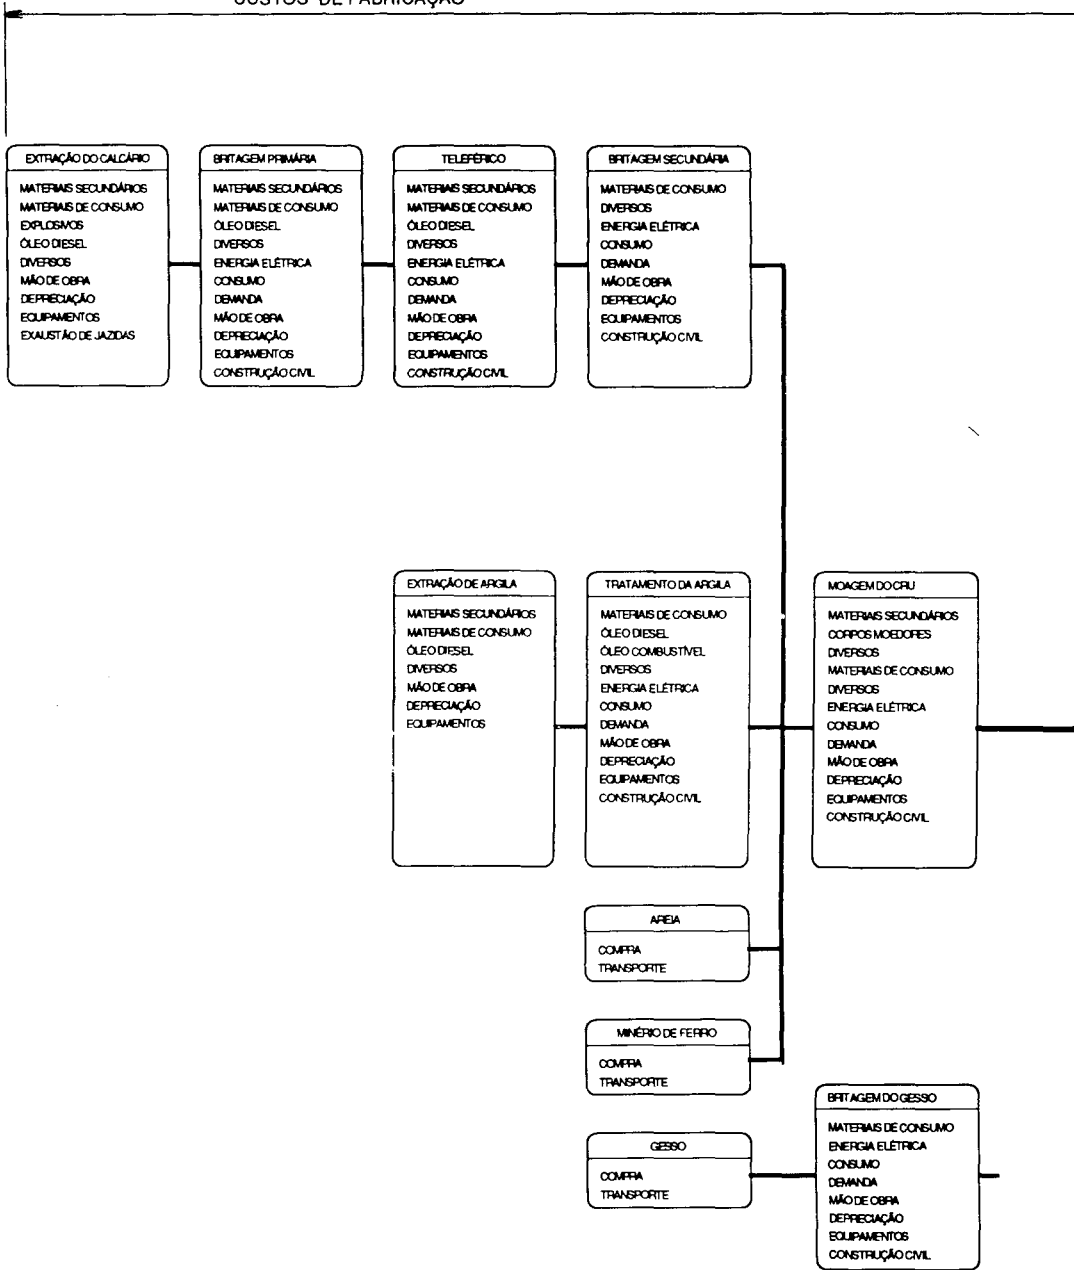 CUSTOS DE FABRICAÇÃO
EXTRAÇÃO DO CALCÁRIO
MATERIAIS SECUNDÁRIOS
MATERIAIS DE CONSUMO
EXPLOSIVOS
ÓLEO DIESEL
DIVERSOS
MÃO DE OBRA
DEPRECIAÇÃO
EQUIPAMENTOS
EXAUSTÃO DE JAZIDAS
BRITAGEM PRIMÁRIA
MATERIAIS SECUNDÁRIOS
MATERIAIS DE CONSUMO
ÓLEO DIESEL
DIVERSOS
ENERGIA ELÉTRICA
CONSUMO
DEMANDA
MÃO DE OBRA
DEPRECIAÇÃO
EQUIPAMENTOS
CONSTRUÇÃO CIVIL
TELEFÉRICO
MATERIAIS SECUNDÁRIOS
MATERIAIS DE CONSUMO
ÓLEO DIESEL
DIVERSOS
ENERGIA ELÉTRICA
CONSUMO
DEMANDA
MÃO DE OBRA
DEPRECIAÇÃO
EQUIPAMENTOS
CONSTRUÇÃO CIVIL
BRITAGEM SECUNDÁRIA
MATERIAIS DE CONSUMO
DIVERSOS
ENERGIA ELÉTRICA
CONSUMO
DEMANDA
MÃO DE OBRA
DEPRECIAÇÃO
EQUIPAMENTOS
CONSTRUÇÃO CIVIL
EXTRAÇÃO DE ARGILA
MATERIAIS SECUNDÁRIOS
MATERIAIS DE CONSUMO
ÓLEO DIESEL
DIVERSOS
MÃO DE OBRA
DEPRECIAÇÃO
EQUIPAMENTOS
TRATAMENTO DA ARGILA
MATERIAIS DE CONSUMO
ÓLEO DIESEL
ÓLEO COMBUSTÍVEL
DIVERSOS
ENERGIA ELÉTRICA
CONSUMO
DEMANDA
MÃO DE OBRA
DEPRECIAÇÃO
EQUIPAMENTOS
CONSTRUÇÃO CIVIL
MOAGEM DO CRU
MATERIAIS SECUNDÁRIOS
CORPOS MOEDORES
DIVERSOS
MATERIAIS DE CONSUMO
DIVERSOS
ENERGIA ELÉTRICA
CONSUMO
DEMANDA
MÃO DE OBRA
DEPRECIAÇÃO
EQUIPAMENTOS
CONSTRUÇÃO CIVIL
AREIA
COMPRA
TRANSPORTE
MINÉRIO DE FERRO
COMPRA
TRANSPORTE
GESSO
COMPRA
TRANSPORTE
BRITAGEM DO GESSO
MATERIAIS DE CONSUMO
ENERGIA ELÉTRICA
CONSUMO
DEMANDA
MÃO DE OBRA
DEPRECIAÇÃO
EQUIPAMENTOS
CONSTRUÇÃO CIVIL